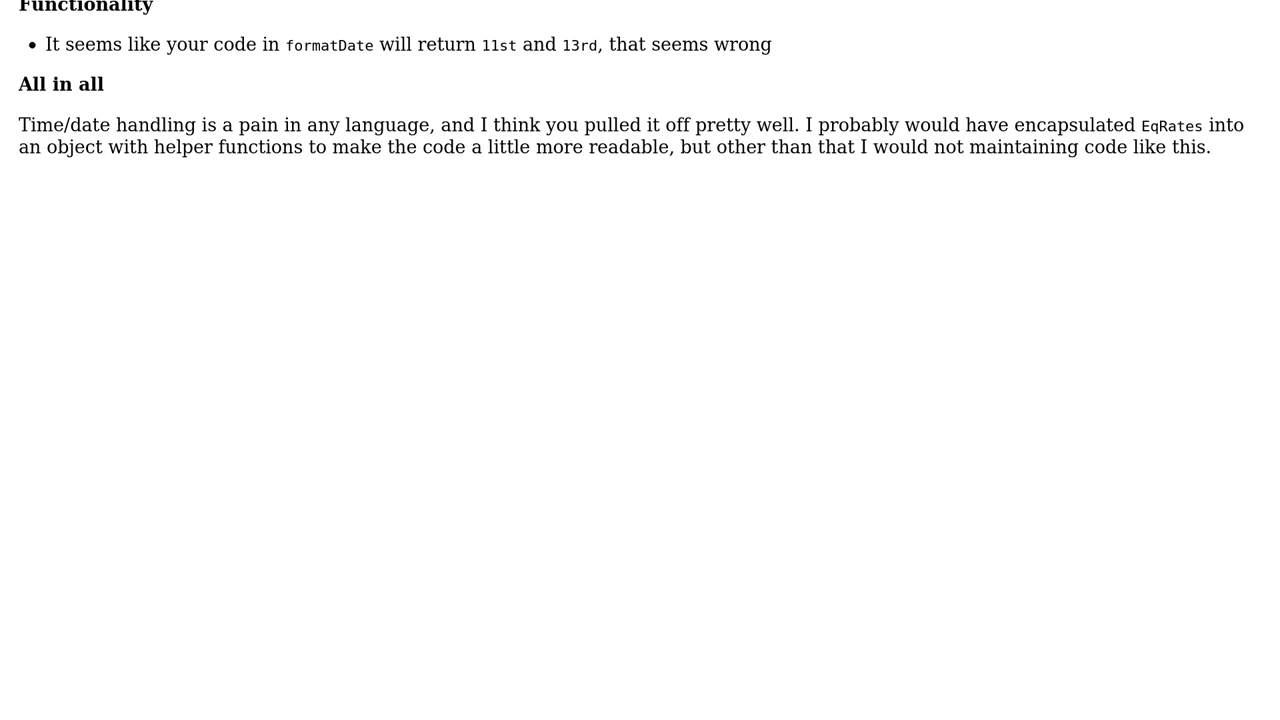 Functionality
• It seems like your code in formatDate will return 11st and 13rd, that seems wrong
All in all
Time/date handling is a pain in any language, and I think you pulled it off pretty well. I probably would have encapsulated EqRates into
an object with helper functions to make the code a little more readable, but other than that I would not maintaining code like this.